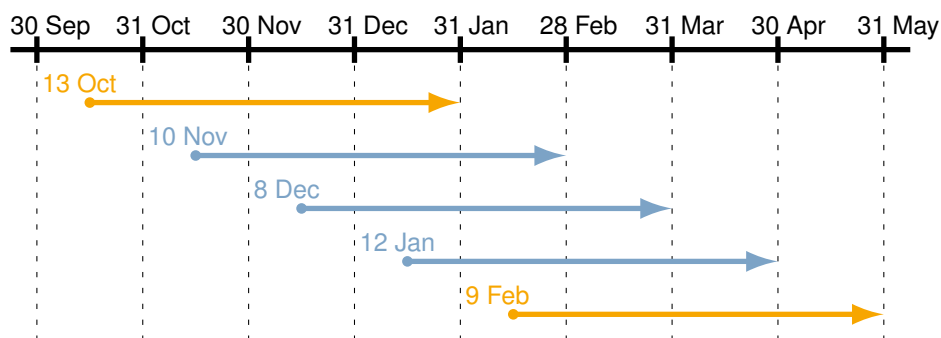 30 Sep 31 Oct 30 Nov 31 Dec 31 Jan 28 Feb 31 Mar 30 Apr 31 May
13 Oct
10 Nov
8 Dec
12 Jan
9 Feb